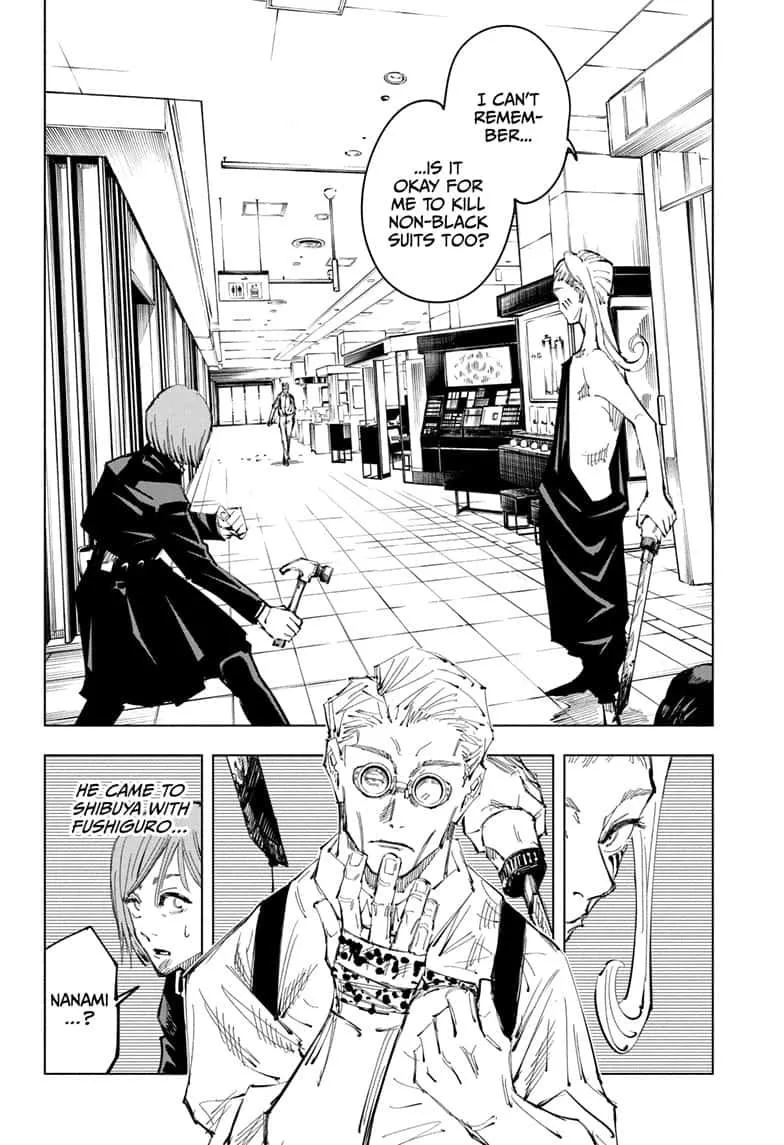 I CAN'T
REMEM-
BER...
...IS IT
OKAY FOR
ME TO KILL
NON-BLACK
SUITS TOO?
HE CAME TO
SHIBUYA WITH
FUSHIGURO...
NANAMI
...?